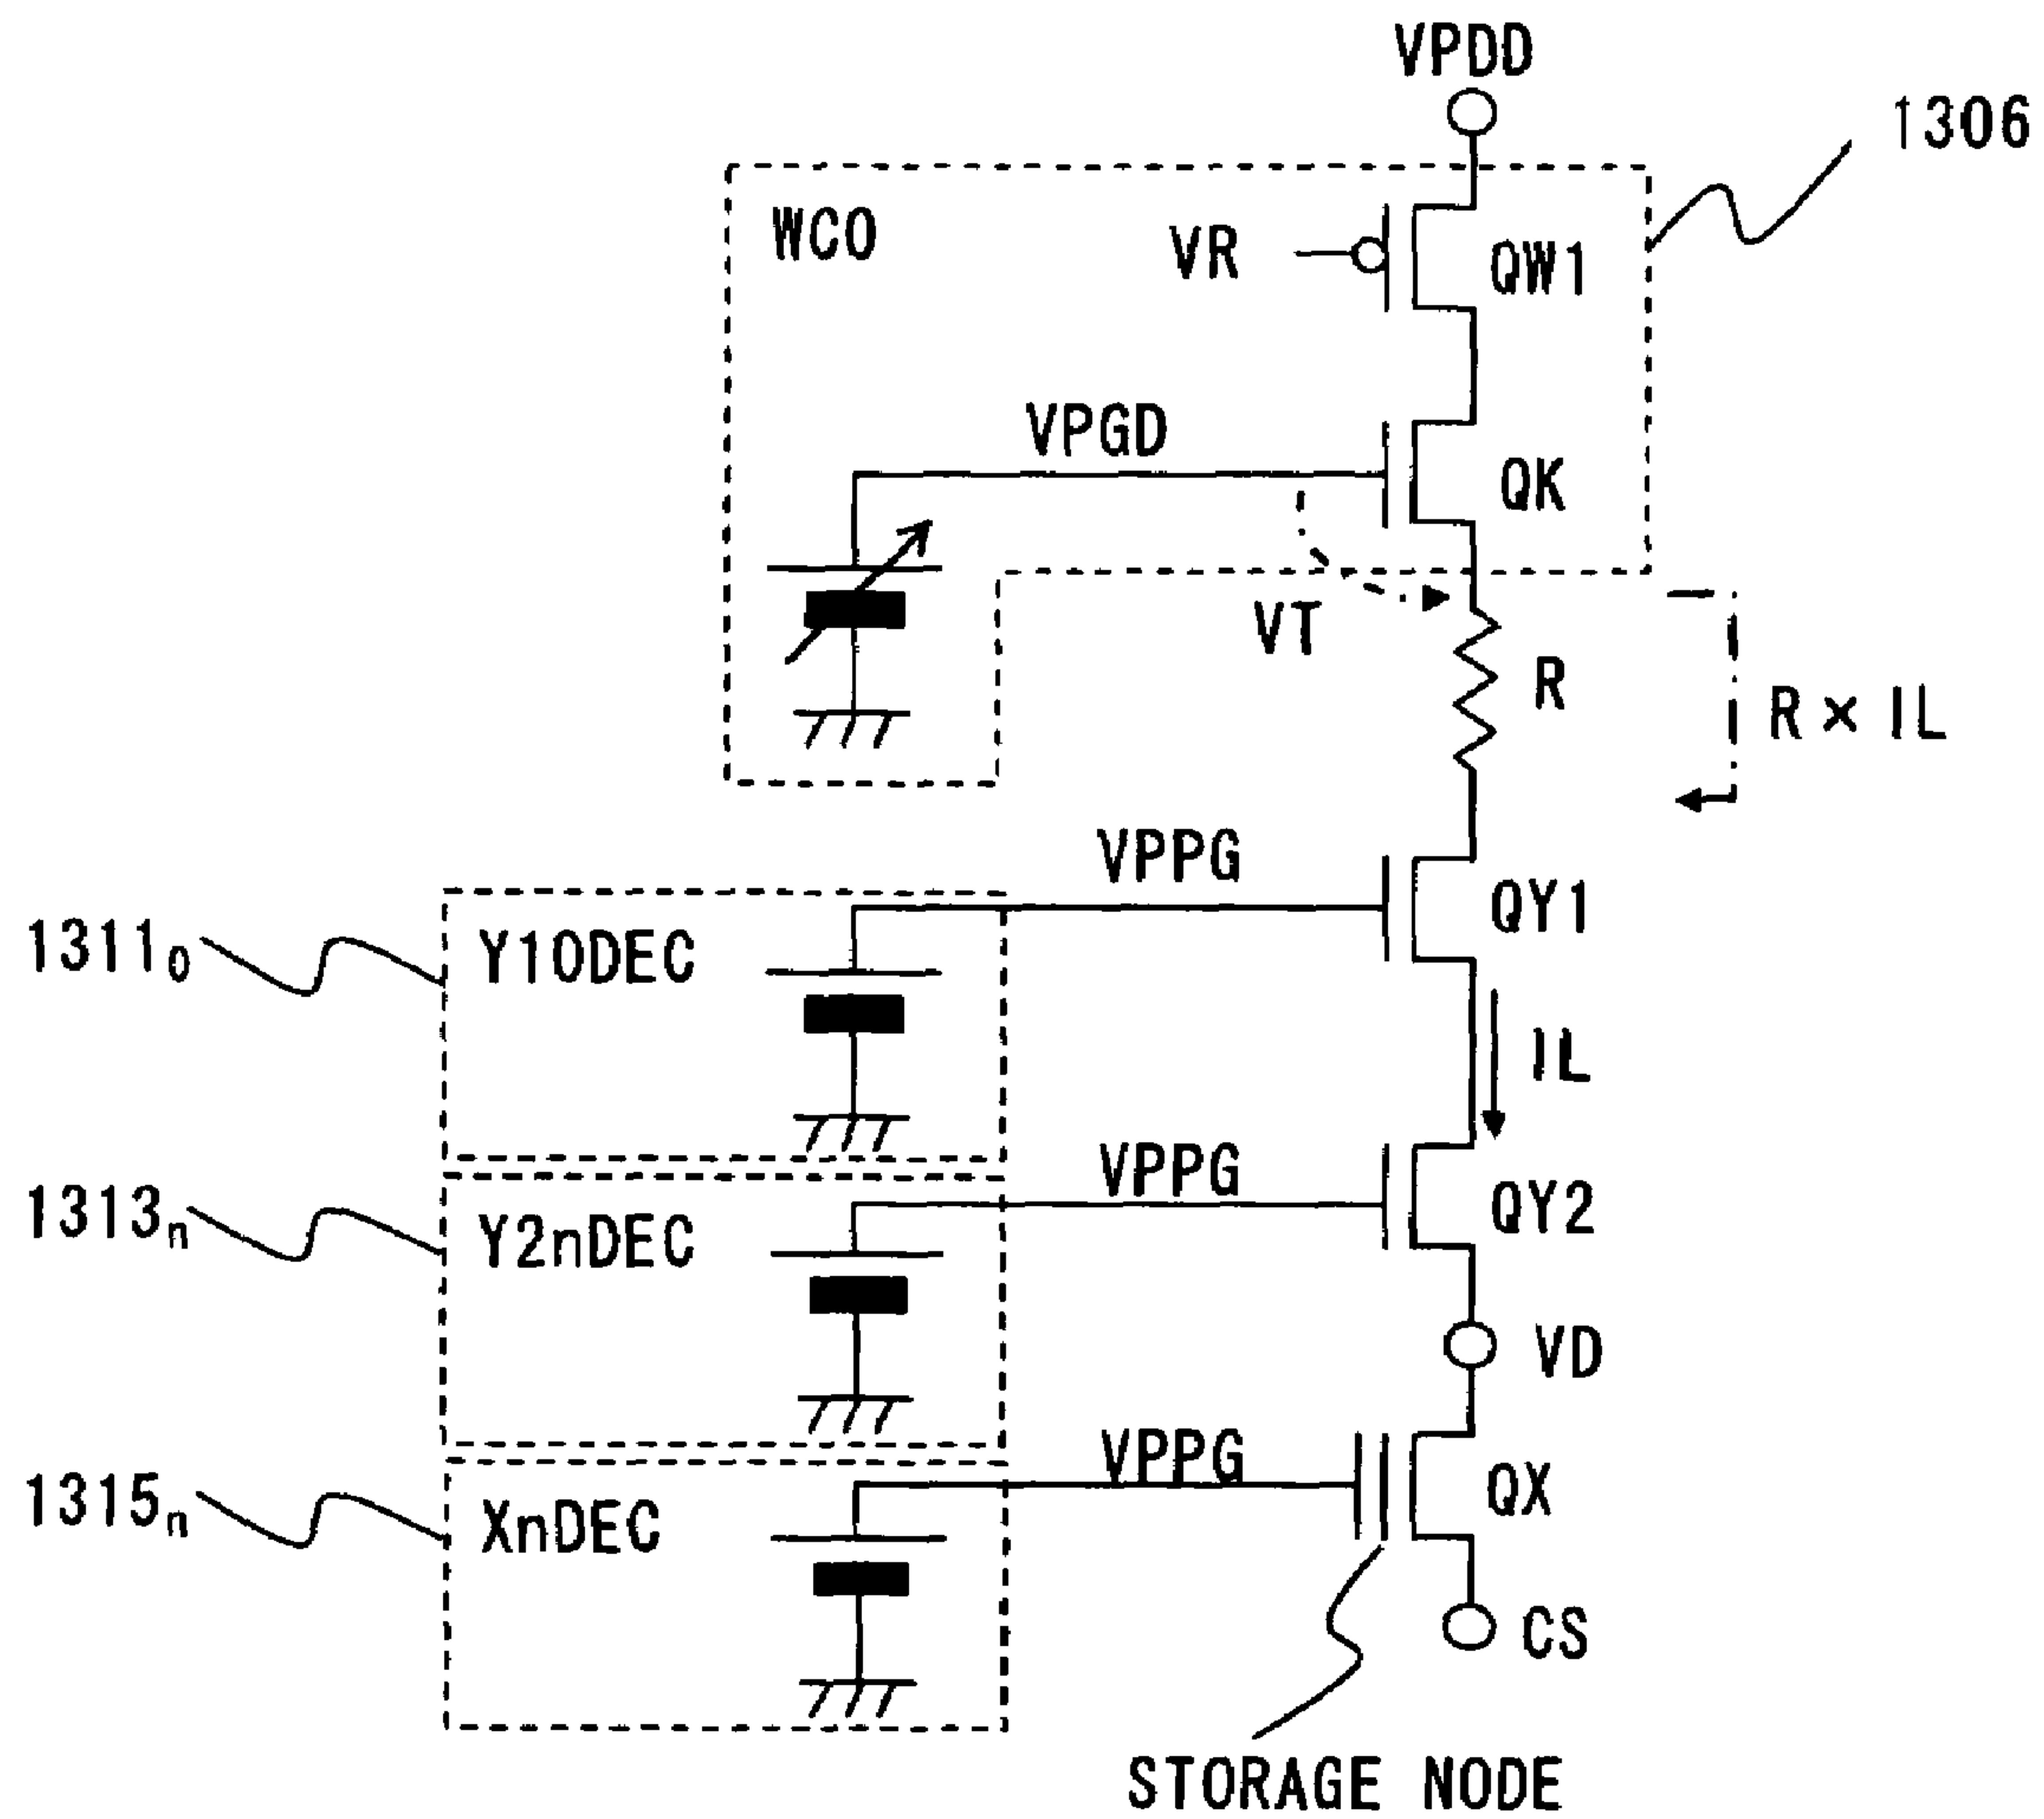 VPDD
1306
WC0
VR
QW1
VPGD
QK
VT
R
R × IL
VPPG
QY1
1311₀
Y10DEC
IL
VPPG
QY2
1313ₙ
Y2nDEC
VD
VPPG
QX
1315ₙ
XnDEC
CS
STORAGE NODE